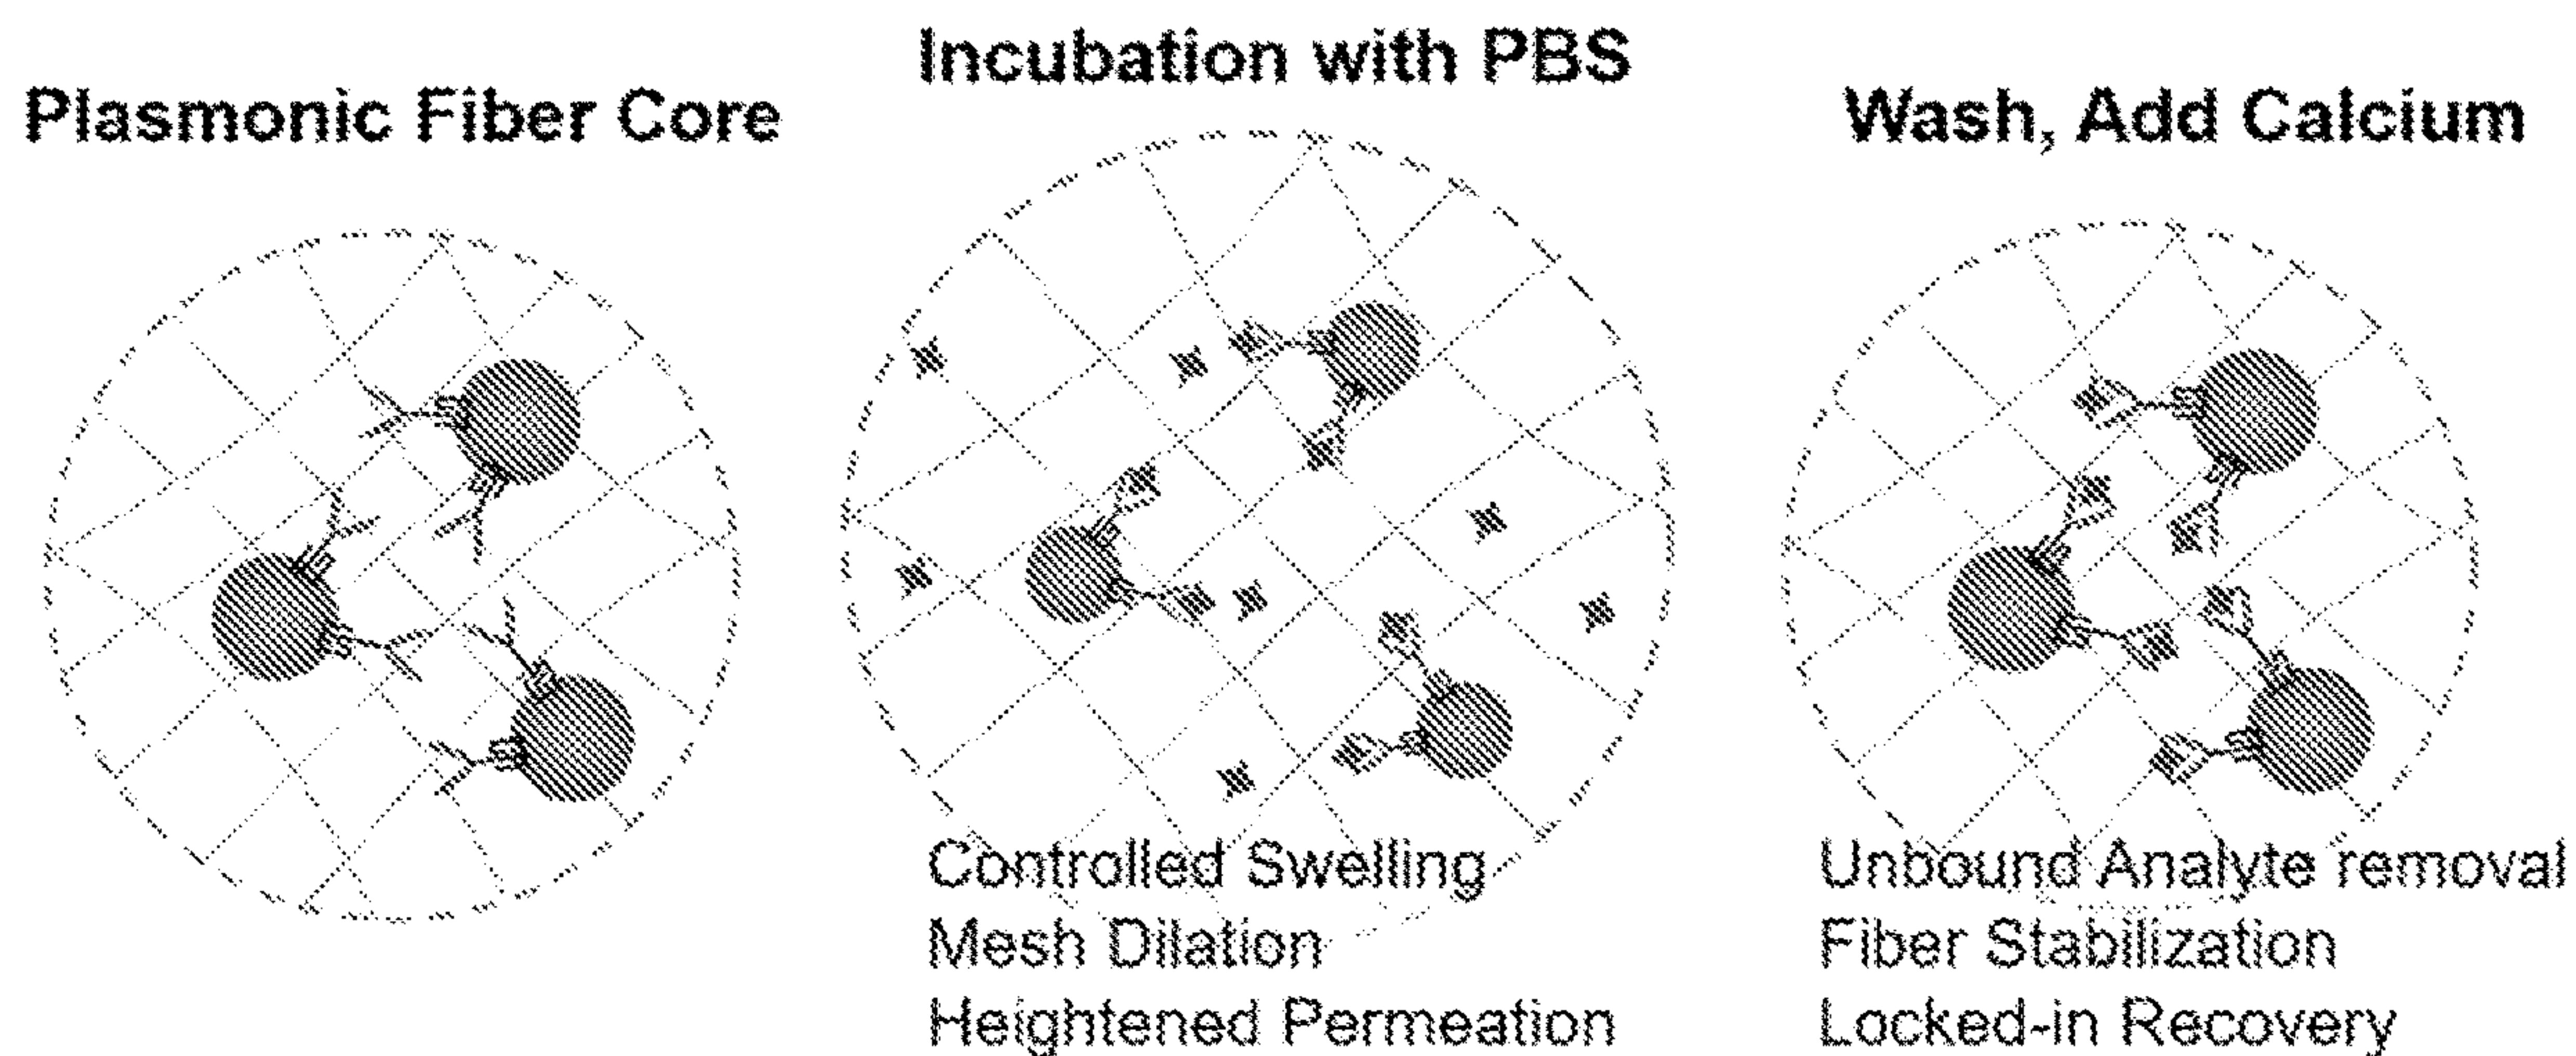 Plasmonic Fiber Core
Incubation with PBS
Controlled Swelling
Mesh Dilation
Heightened Permeation
Wash, Add Calcium
Unbound Analyte removal
Fiber Stabilization
Locked-in Recovery